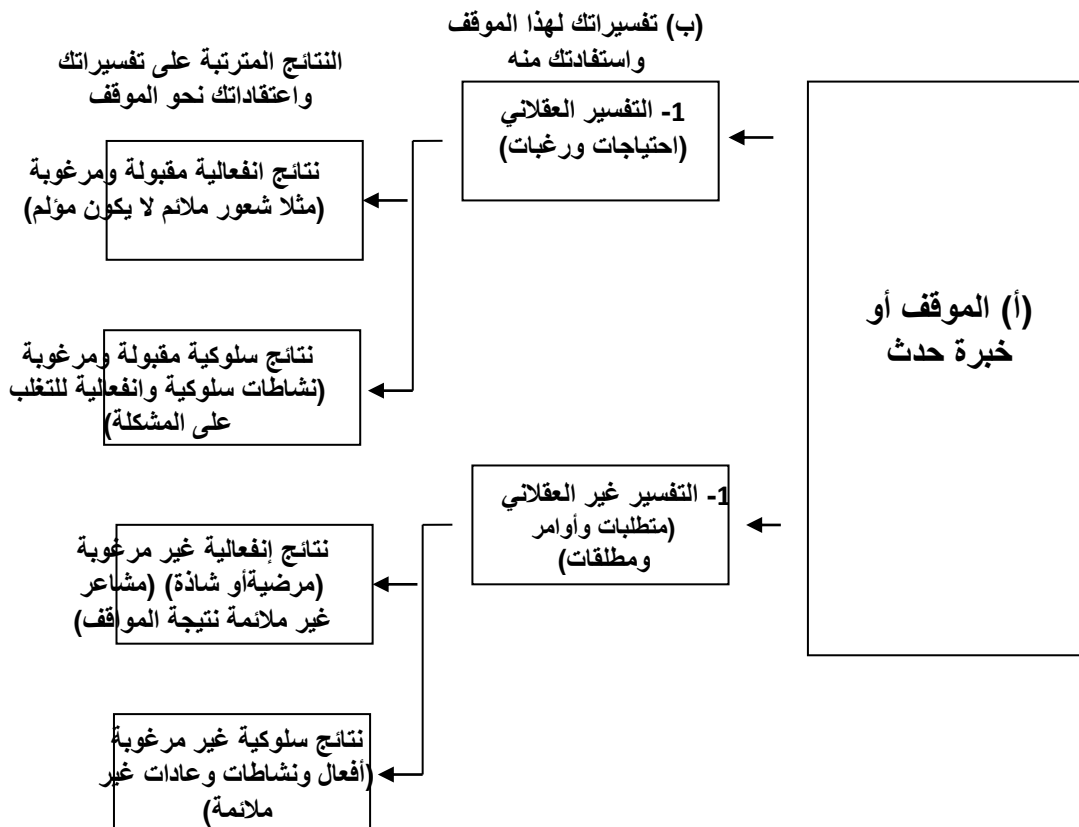 (ب) تفسيراتك لهذا الموقف
واستفادتك منه
النتائج المترتبة على تفسيراتك
واعتقاداتك نحو الموقف
(أ) الموقف أو
خبرة حدث
1- التفسير العقلاني
(احتياجات ورغبات)
نتائج انفعالية مقبولة ومرغوبة
(مثلا شعور ملائم لا يكون مؤلم)
نتائج سلوكية مقبولة ومرغوبة
(نشاطات سلوكية وانفعالية للتغلب
على المشكلة)
1- التفسير غير العقلاني
(متطلبات وأوامر
ومطلقات)
نتائج إنفعالية غير مرغوبة
(مرضيةأو شاذة) (مشاعر
غير ملائمة نتيجة المواقف)
نتائج سلوكية غير مرغوبة
(أفعال ونشاطات وعادات غير
ملائمة)